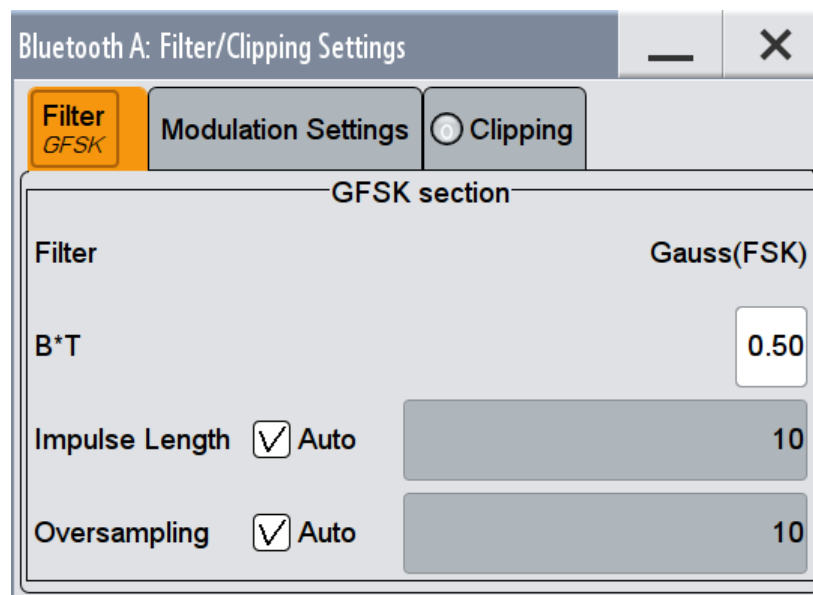 Bluetooth A: Filter/Clipping Settings
Filter
GFSK
Modulation Settings
Clipping
GFSK section
Filter Gauss(FSK)
B*T 0.50
Impulse Length Auto 10
Oversampling Auto 10